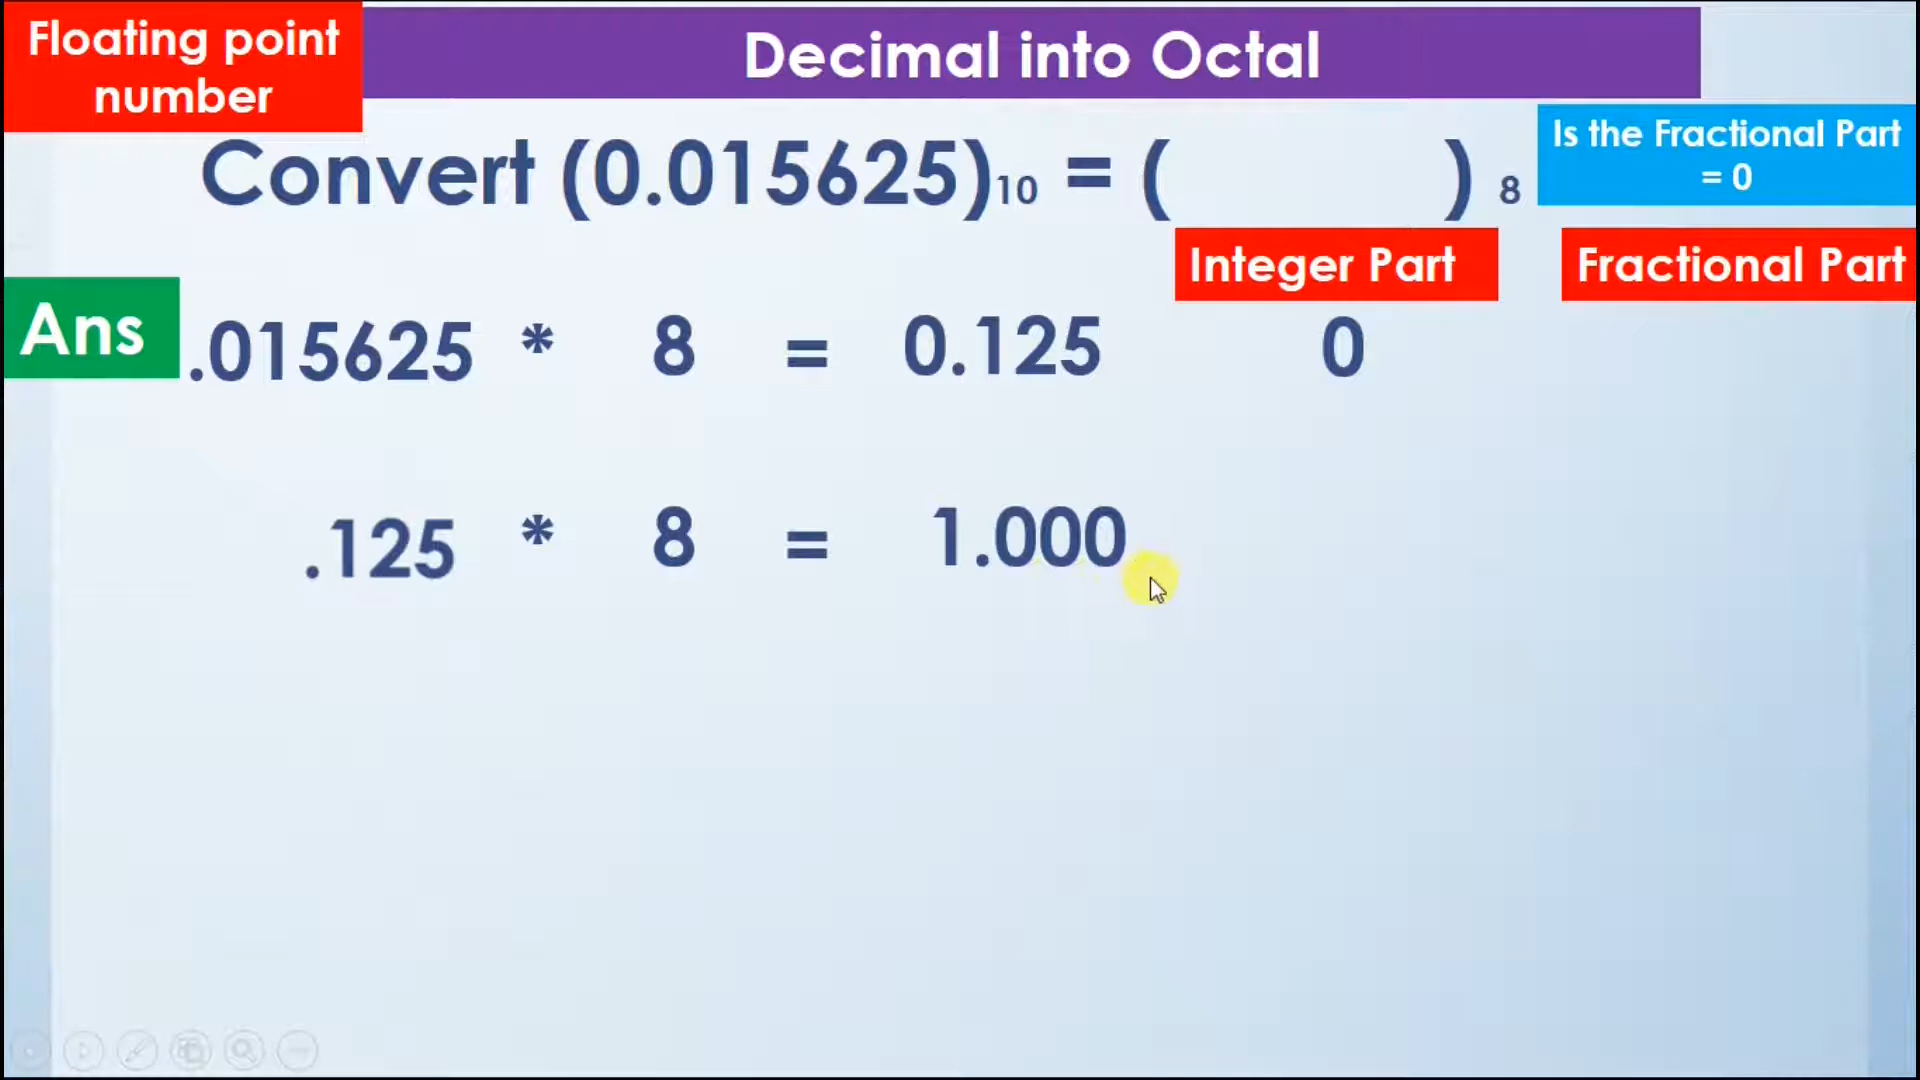 Floating point
number
Decimal into Octal
Convert (0.015625)10 = ( ) 8
Is the Fractional Part
= 0
Integer Part
Fractional Part
Ans
.015625 * 8 = 0.125 0
.125 * 8 = 1.000